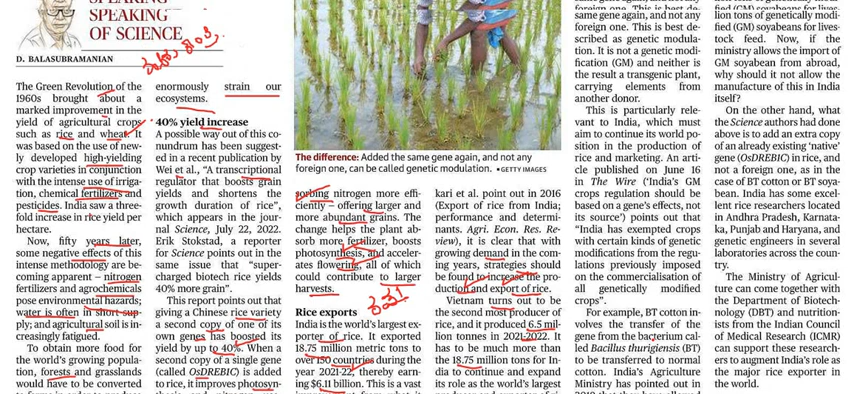 SPEAKING
SPEAKING
OF SCIENCE
D. BALASUBRAMANIAN
The Green Revolution of the
1960s brought about a
marked improvement in the
yield of agricultural crops
such as rice and wheat. It
was based on the use of new-
ly developed high-yielding
crop varieties in conjunction
with the intense use of irriga-
tion, chemical fertilizers and
pesticides. India saw a three-
fold increase in rice yield per
hectare.
Now, fifty years later,
some negative effects of this
intense methodology are be-
coming apparent – nitrogen
fertilizers and agrochemicals
pose environmental hazards;
water is often in short sup-
ply; and agricultural soil is in-
creasingly fatigued.
To obtain more food for
the world's growing popula-
tion, forests and grasslands
would have to be converted
enormously strain our
ecosystems.
40% yield increase
A possible way out of this co-
nundrum has been suggest-
ed in a recent publication by
Wei et al., "A transcriptional
regulator that boosts grain
yields and shortens the
growth duration of rice",
which appears in the jour-
nal Science, July 22, 2022.
Erik Stokstad, a reporter
for Science points out in the
same issue that "super-
charged biotech rice yields
40% more grain".
This report points out that
giving a Chinese rice variety
a second copy of one of its
own genes has boosted its
yield by up to 40%. When a
second copy of a single gene
(called OsDREBIC) is added
to rice, it improves photosyn-
The difference: Added the same gene again, and not any
foreign one, can be called genetic modulation. • GETTY IMAGES
sorbing nitrogen more effi-
ciently – offering larger and
more abundant grains. The
change helps the plant ab-
sorb more fertilizer, boosts
photosynthesis, and acceler-
ates flowering, all of which
could contribute to larger
harvests.
331
Rice exports
India is the world's largest ex-
porter of rice. It exported
18.75 million metric tons to
over 150 countries during the
year 2021-22, thereby earn-
ing $6.11 billion. This is a vast
kari et al. point out in 2016
(Export of rice from India;
performance and determi-
nants. Agri. Econ. Res. Re-
view), it is clear that with
growing demand in the com-
ing years, strategies should
be found to increase the pro-
duction and export of rice.
Vietnam turns out to be
the second most producer of
rice, and it produced 6.5 mil-
lion tonnes in 2021-2022. It
has to be much more than
the 18.75 million tons for In-
dia to continue and expand
its role as the world's largest
foreign one. This is best de-
same gene again, and not any
foreign one. This is best de-
scribed as genetic modula-
tion. It is not a genetic modi-
fication (GM) and neither is
the result a transgenic plant,
carrying elements from
another donor.
This is particularly rele-
vant to India, which must
aim to continue its world po-
sition in the production of
rice and marketing. An arti-
cle published on June 16
in The Wire ('India's GM
crops regulation should be
based on a gene's effects, not
its source') points out that
"India has exempted crops
with certain kinds of genetic
modifications from the regu-
lations previously imposed
on the commercialisation of
all genetically modified
crops".
For example, BT cotton in-
volves the transfer of the
gene from the bacterium cal-
led Bacillus thurigiensis (BT)
to be transferred to normal
cotton. India's Agriculture
Ministry has pointed out in
fied (GM) soyabeans for lives-
lion tons of genetically modi-
fied (GM) soyabeans for lives-
tock feed. Now, if the
ministry allows the import of
GM soyabean from abroad,
why should it not allow the
manufacture of this in India
itself?
On the other hand, what
the Science authors had done
above is to add an extra copy
of an already existing 'native'
gene (OsDREBIC) in rice, and
not a foreign one, as in the
case of BT cotton or BT soya-
bean. India has some excel-
lent rice researchers located
in Andhra Pradesh, Karnata-
ka, Punjab and Haryana, and
genetic engineers in several
laboratories across the coun-
try.
The Ministry of Agricul-
ture can come together with
the Department of Biotech-
nology (DBT) and nutrition-
ists from the Indian Council
of Medical Research (ICMR)
can support these research-
ers to augment India's role as
the major rice exporter in
the world.